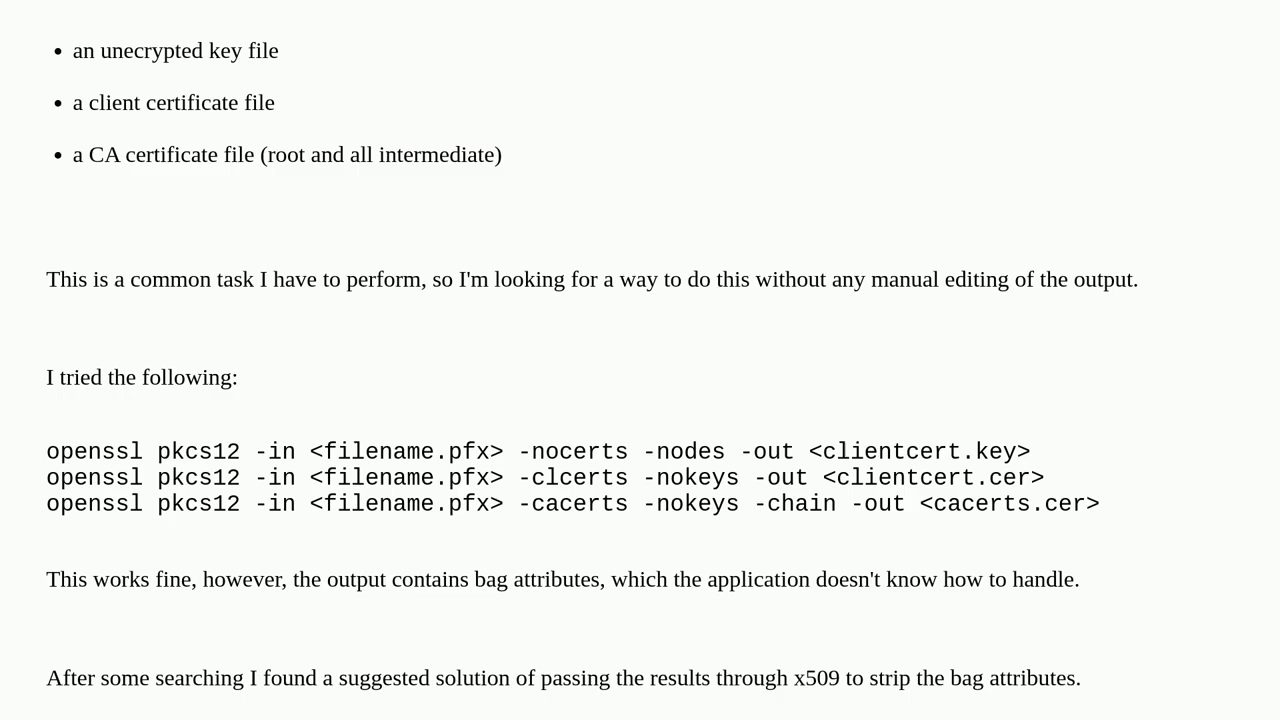 • an unecrypted key file
• a client certificate file
• a CA certificate file (root and all intermediate)
This is a common task I have to perform, so I'm looking for a way to do this without any manual editing of the output.
I tried the following:
openssl pkcs12 -in <filename.pfx> -nocerts -nodes -out <clientcert.key>
openssl pkcs12 -in <filename.pfx> -clcerts -nokeys -out <clientcert.cer>
openssl pkcs12 -in <filename.pfx> -cacerts -nokeys -chain -out <cacerts.cer>
This works fine, however, the output contains bag attributes, which the application doesn't know how to handle.
After some searching I found a suggested solution of passing the results through x509 to strip the bag attributes.